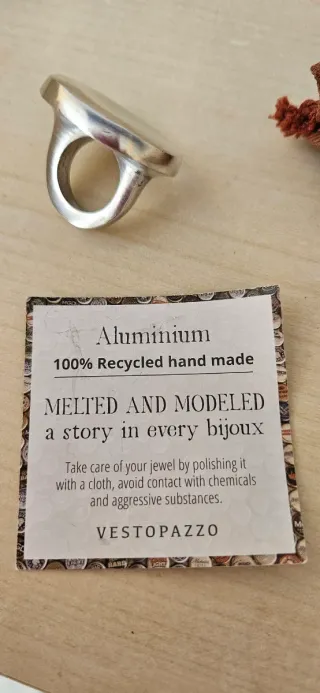 Aluminium
100% Recycled hand made
MELTED AND MODELED
a story in every bijoux
Take care of your jewel by polishing it
with a cloth, avoid contact with chemicals
and aggressive substances.
VESTOPAZZO